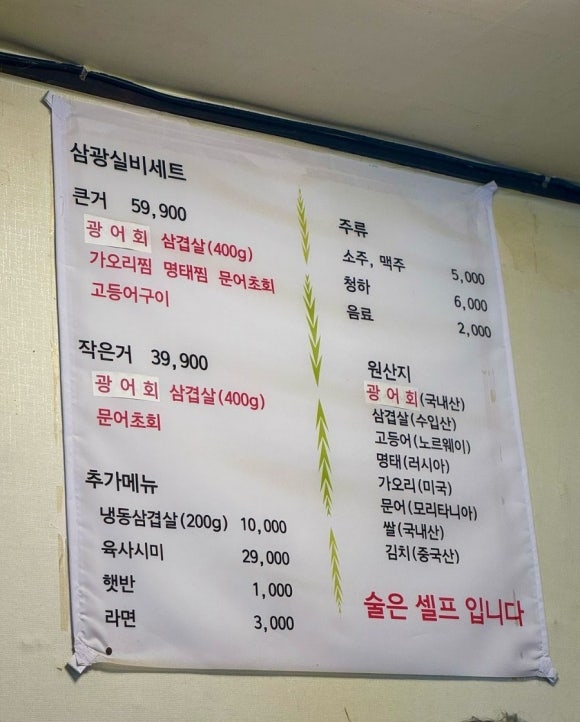 삼광실비세트
큰거 59,900
광어회 삼겹살(400g)
가오리찜 명태찜 문어초회
고등어구이
작은거 39,900
광어회 삼겹살(400g)
문어초회
추가메뉴
냉동삼겹살(200g) 10,000
육사시미 29,000
햇반 1,000
라면 3,000
주류
소주, 맥주 5,000
청하 6,000
음료 2,000
원산지
광어회(국내산)
삼겹살(수입산)
고등어(노르웨이)
명태(러시아)
가오리(미국)
문어(모리타니아)
쌀(국내산)
김치(중국산)
술은 셀프 입니다